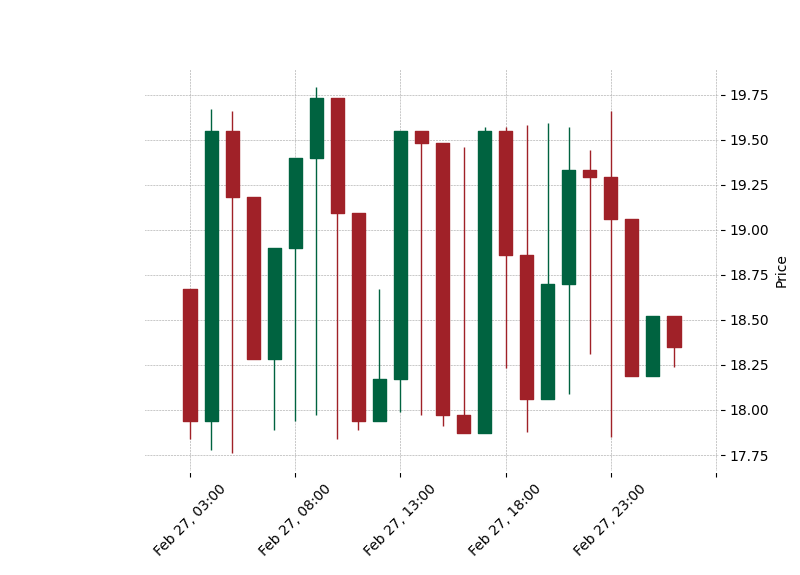 19.75
19.50
19.25
19.00
18.75
18.50
18.25
18.00
17.75
Price
Feb 27, 03:00
Feb 27, 08:00
Feb 27, 13:00
Feb 27, 18:00
Feb 27, 23:00